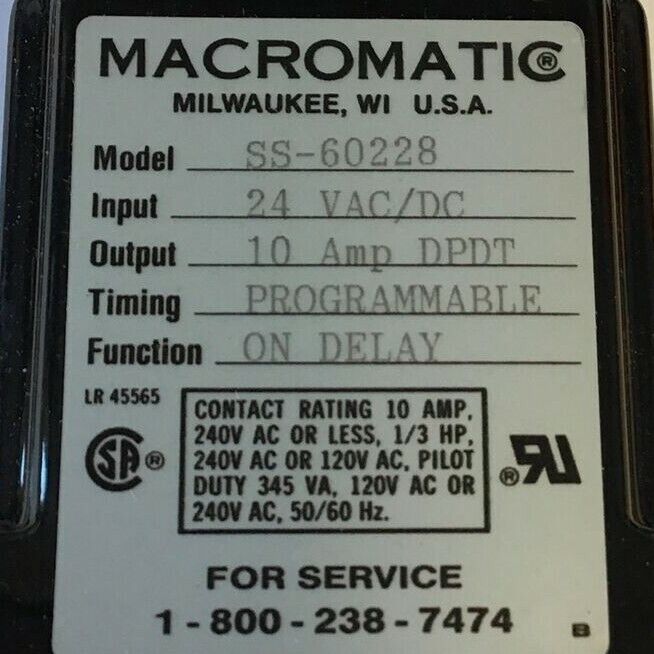 MACROMATIC®
MILWAUKEE, WI U.S.A.
Model SS-60228
Input 24 VAC/DC
Output 10 Amp DPDT
Timing PROGRAMMABLE
Function ON DELAY
LR 45565
SA ®
CONTACT RATING 10 AMP,
240V AC OR LESS, 1/3 HP,
240V AC OR 120V AC, PILOT
DUTY 345 VA, 120V AC OR
240V AC, 50/60 Hz.
® RU
FOR SERVICE
1-800-238-7474
B